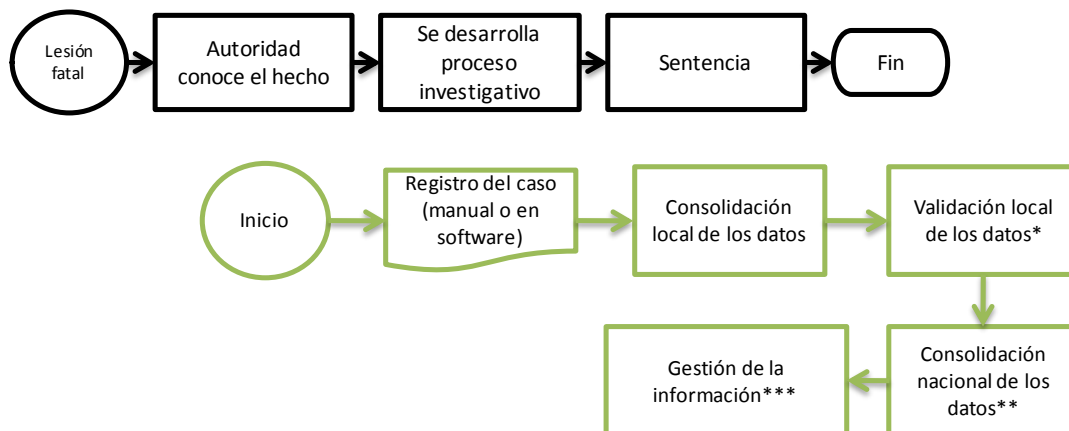 Lesión
fatal
Autoridad
conoce el hecho
Se desarrolla
proceso
investigativo
Sentencia
Fin
Inicio
Registro del caso
(manual o en
software)
Consolidación
local de los datos
Validación local
de los datos*
Gestión de la
información***
Consolidación
nacional de los
datos**